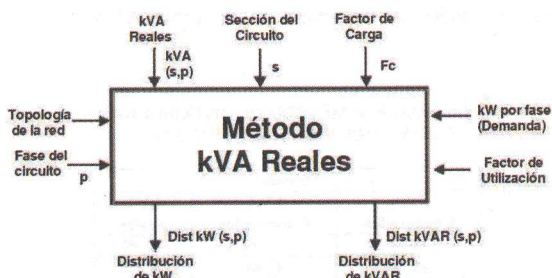 kVA
Reales
Sección del
Circuito
Factor de
Carga
kVA
(s,p)
s
Fc
Topología
de la red
Fase del
circuito
p
Método
kVA Reales
kW por fase
(Demanda)
Factor de
Utilización
Dist kW (s,p)
Dist kVAR (s,p)
Distribución
de kW
Distribución
de kVAR